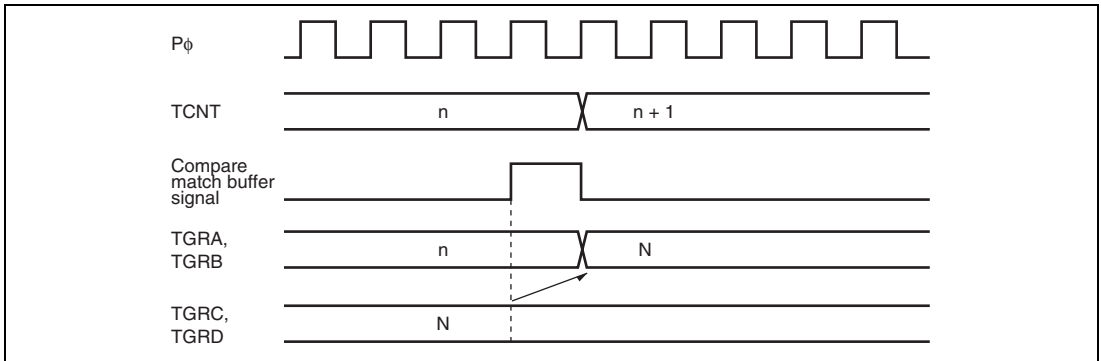 Pϕ
TCNT
n
n + 1
Compare
match buffer
signal
TGRA,
TGRB
n
N
TGRC,
TGRD
N